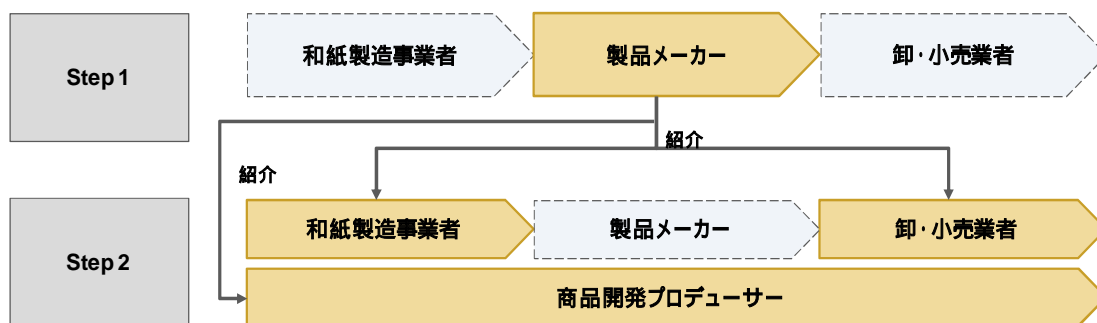 Step 1
和紙製造事業者
製品メーカー
卸・小売業者
紹介
紹介
Step 2
和紙製造事業者
製品メーカー
卸・小売業者
商品開発プロデューサー